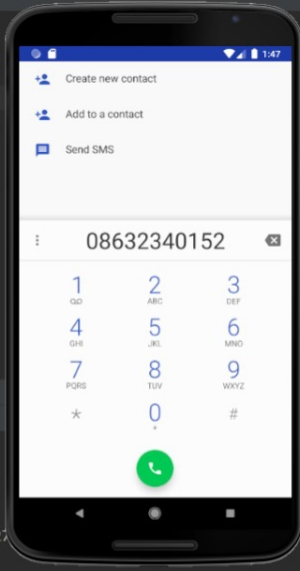 1:47
Create new contact
Add to a contact
Send SMS
08632340152
1 2 3
ABC DEF
4 5 6
GHI JKL MNO
7 8 9
PQRS TUV WXYZ
* 0 #
+